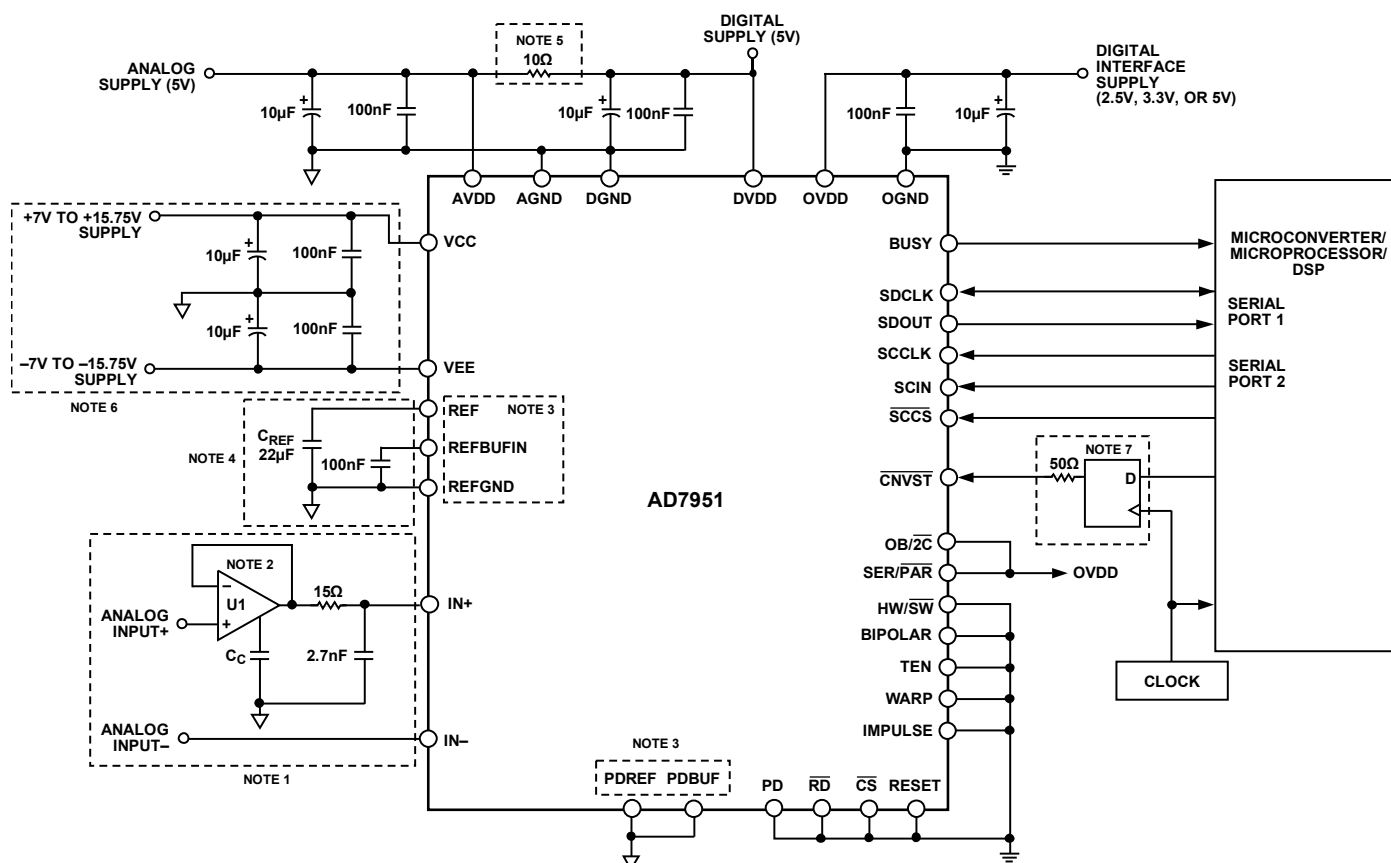 DIGITAL
SUPPLY (5V)
NOTE 5
10Ω
ANALOG
SUPPLY (5V)
DIGITAL
INTERFACE
SUPPLY
(2.5V, 3.3V, OR 5V)
10µF
+
100nF
10µF
+
100nF
100nF
10µF
+
AVDD
AGND
DGND
DVDD
OVDD
OGND
+7V TO +15.75V
SUPPLY
10µF
+
100nF
10µF
+
100nF
–7V TO –15.75V
SUPPLY
NOTE 6
VCC
VEE
REF
NOTE 3
REFBUFIN
REFGND
CREF
22µF
100nF
NOTE 4
AD7951
NOTE 2
–
U1
+
15Ω
ANALOG
INPUT+
CC
2.7nF
IN+
ANALOG
INPUT–
IN–
NOTE 1
NOTE 3
PDREF PDBUF
PD
RD
CS
RESET
BUSY
SDCLK
SDOUT
SCCLK
SCIN
SCCS
CNVST
OB/2C
SER/PAR
OVDD
HW/SW
BIPOLAR
TEN
WARP
IMPULSE
MICROCONVERTER/
MICROPROCESSOR/
DSP
SERIAL
PORT 1
SERIAL
PORT 2
NOTE 7
50Ω
D
CLOCK